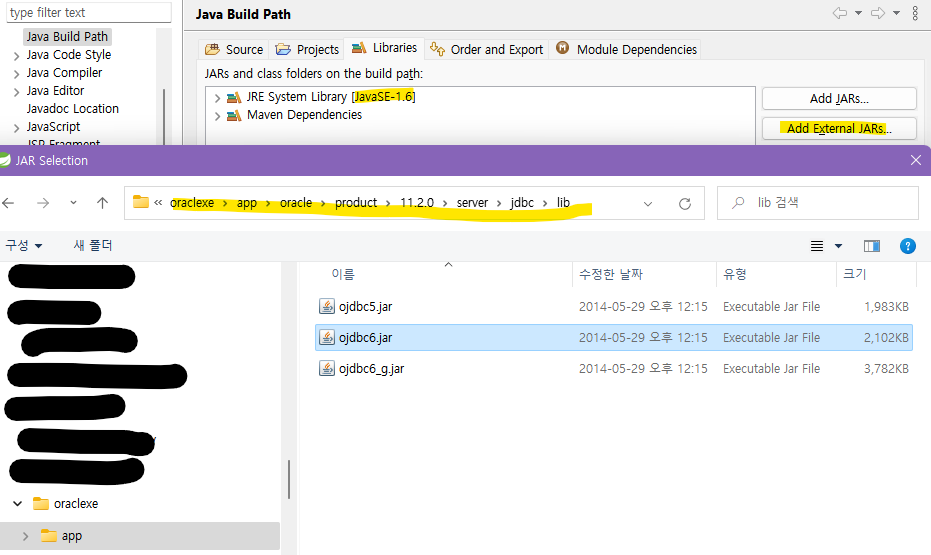 type filter text
Java Build Path
Java Build Path
Java Code Style
Java Compiler
Java Editor
Javadoc Location
JavaScript
JSP Fragment
Source Projects Libraries Order and Export Module Dependencies
JARs and class folders on the build path:
JRE System Library [JavaSE-1.6]
Maven Dependencies
Add JARs...
Add External JARs...
JAR Selection
« oraclexe > app > oracle > product > 11.2.0 > server > jdbc > lib
lib 검색
구성 새 폴더
이름 수정한 날짜 유형 크기
ojdbc5.jar 2014-05-29 오후 12:15 Executable Jar File 1,983KB
ojdbc6.jar 2014-05-29 오후 12:15 Executable Jar File 2,102KB
ojdbc6_g.jar 2014-05-29 오후 12:15 Executable Jar File 3,782KB
oraclexe
app